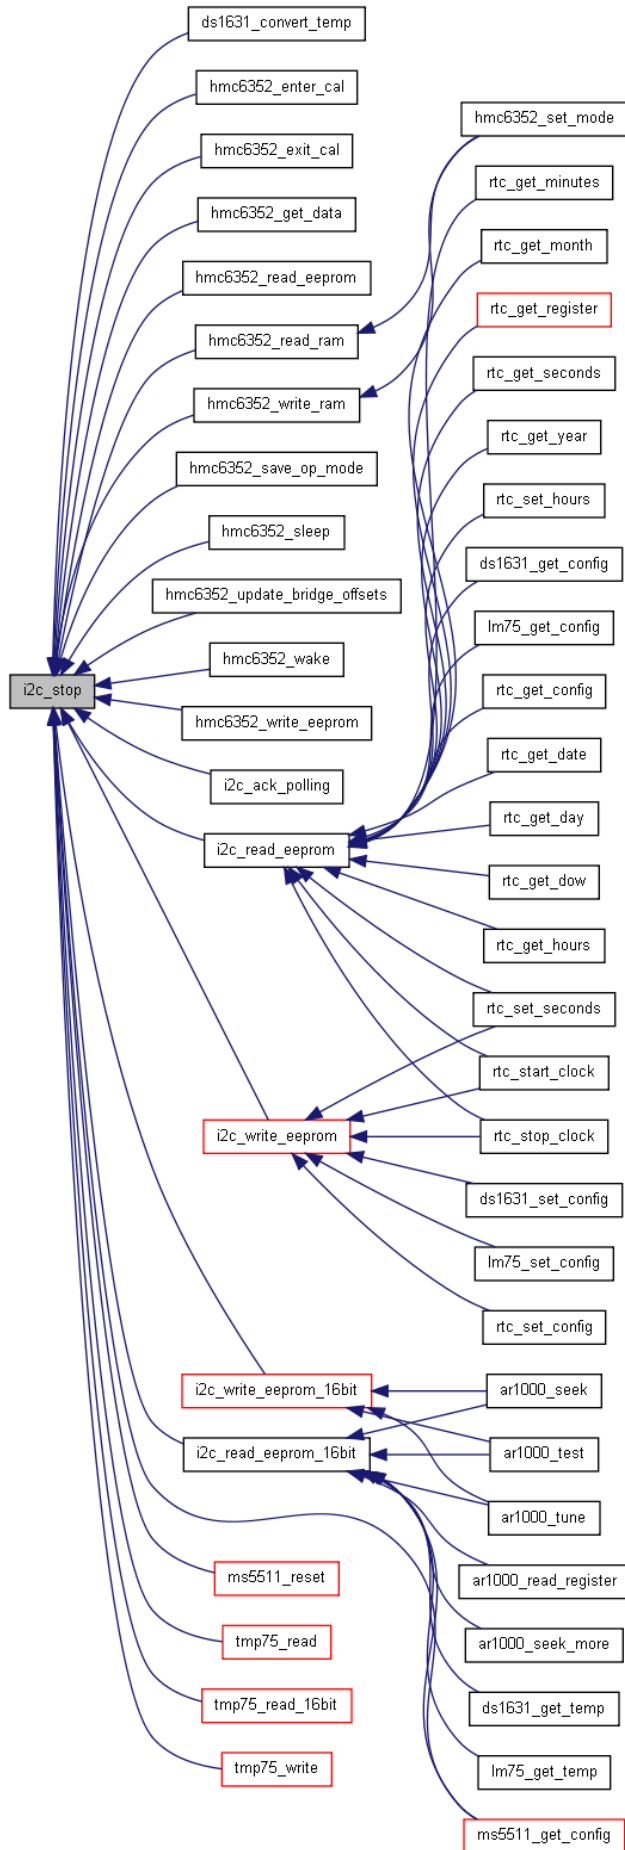 ds1631_convert_temp
hmc6352_enter_cal
hmc6352_exit_cal
hmc6352_get_data
hmc6352_read_eeprom
hmc6352_read_ram
hmc6352_write_ram
hmc6352_save_op_mode
hmc6352_sleep
hmc6352_update_bridge_offsets
hmc6352_wake
i2c_stop
hmc6352_write_eeprom
i2c_ack_polling
i2c_read_eeprom
i2c_write_eeprom
i2c_write_eeprom_16bit
i2c_read_eeprom_16bit
ms5511_reset
tmp75_read
tmp75_read_16bit
tmp75_write
hmc6352_set_mode
rtc_get_minutes
rtc_get_month
rtc_get_register
rtc_get_seconds
rtc_get_year
rtc_set_hours
ds1631_get_config
lm75_get_config
rtc_get_config
rtc_get_date
rtc_get_day
rtc_get_dow
rtc_get_hours
rtc_set_seconds
rtc_start_clock
rtc_stop_clock
ds1631_set_config
lm75_set_config
rtc_set_config
ar1000_seek
ar1000_test
ar1000_tune
ar1000_read_register
ar1000_seek_more
ds1631_get_temp
lm75_get_temp
ms5511_get_config